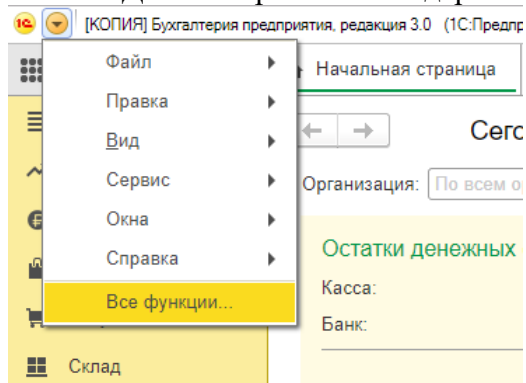 [КОПИЯ] Бухгалтерия предприятия, редакция 3.0 (1С:Предпр
Файл
Начальная страница
Правка
Вид
Сего
Сервис
Организация: По всем о
Окна
Справка
Остатки денежных
Все функции...
Касса:
Банк:
Склад